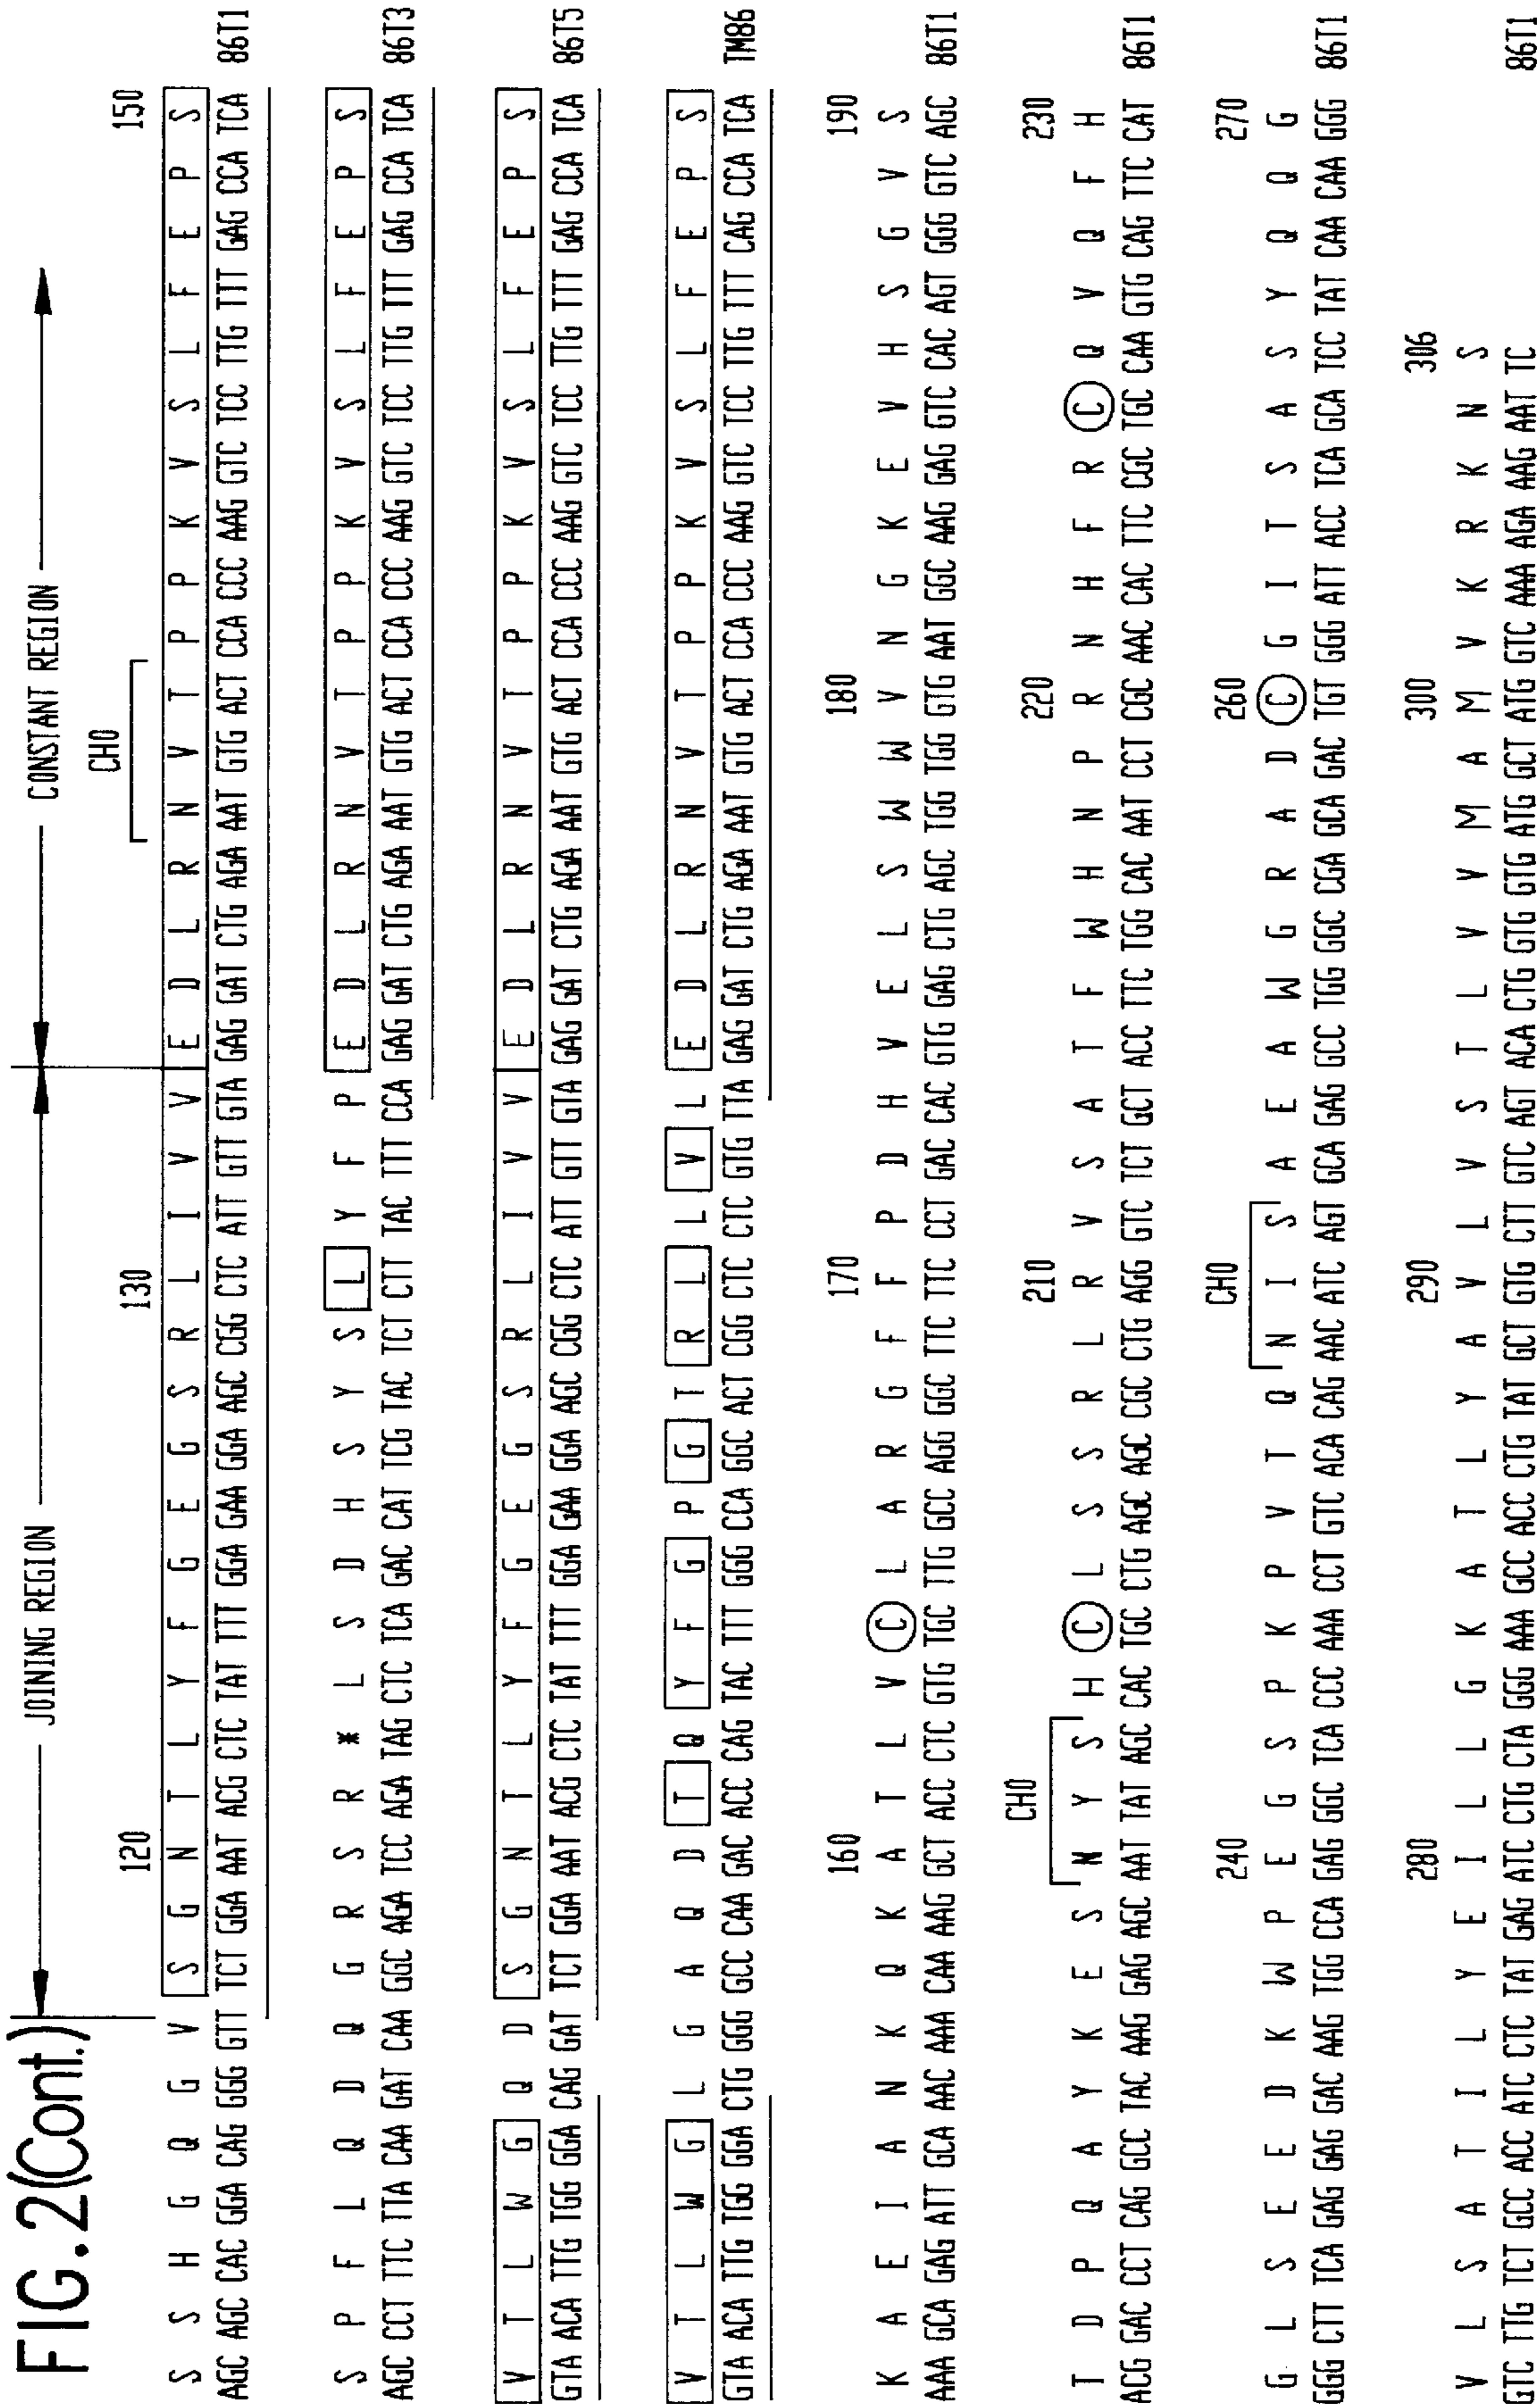 FIG.2(Cont.)
JOINING REGION CONSTANT REGION
CHO
120 130 150
S S H G Q G V S G N T L Y F G E G S R L I V V E D L R N V T P P K V S L F E P S
AGC AGC CAC GGA CAG GGG GTT TCT GGA AAT ACG CTC TAT TTT GGA GAA GGA AGC CGG CTC ATT GTT GTA GAG GAT CTG AGA AAT GTG ACT CCA CCC AAG GTC TCC TTG TTT GAG CCA TCA 86T1
S P F L Q D Q G R S R * L S D H S Y S L Y F P E D L R N V T P P K V S L F E P S
AGC CCT TTC TTA CAA GAT CAA GGC AGA TCC AGA TAG CTC TCA GAC CAT TCG TAC TCT CTT TAC TTT CCA GAG GAT CTG AGA AAT GTG ACT CCA CCC AAG GTC TCC TTG TTT GAG CCA TCA 86T3
V T L W G Q D S G N T L Y F G E G S R L I V V E D L R N V T P P K V S L F E P S
GTA ACA TTG TGG GGA CAG GAT TCT GGA AAT ACG CTC TAT TTT GGA GAA GGA AGC CGG CTC ATT GTT GTA GAG GAT CTG AGA AAT GTG ACT CCA CCC AAG GTC TCC TTG TTT GAG CCA TCA 86T5
V T L W G L G A Q D T Q Y F G P G T R L L V L E D L R N V T P P K V S L F E P S
GTA ACA TTG TGG GGA CTG GGG GCC CAA GAC ACC CAG TAC TTT GGG CCA GGC ACT CGG CTC CTC GTG TTA GAG GAT CTG AGA AAT GTG ACT CCA CCC AAG GTC TCC TTG TTT CAG CCA TCA TM86
160 170 180 190
K A E I A N K Q K A T L V C L A R G F F P D H V E L S W W V N G K E V H S G V S
AAA GCA GAG ATT GCA AAC AAA CAA AAG GCT ACC CTC GTG TGC TTG GCC AGG GGC TTC TTC CCT GAC CAC GTG GAG CTG AGC TGG TGG GTG AAT GGC AAG GAG GTC CAC AGT GGG GTC AGC 86T1
CHO
210 220 230
T D P Q A Y K E S N Y S H C L S S R L R V S A T F W H N P R N H F R C Q V Q F H
ACG GAC CCT CAG GCC TAC AAG GAG AGC AAT TAT AGC CAC TGC CTG AGC AGC CGC CTG AGG GTC TCT GCT ACC TTC TGG CAC AAT CCT CGC AAC CAC TTC CGC TGC CAA GTG CAG TTC CAT 86T1
CHO
240 260 270
G L S E E D K W P E G S P K P V T Q N I S A E A W G R A D C G I T S A S Y Q Q G
GGG CTT TCA GAG GAG GAC AAG TGG CCA GAG GGC TCA CCC AAA CCT GTC ACA CAG AAC ATC AGT GCA GAG GCC TGG GGC CGA GCA GAC TGT GGG ATT ACC TCA GCA TCC TAT CAA CAA GGG 86T1
280 290 300 306
V L S A T I L Y E I L L G K A T L Y A V L V S T L V V M A M V K R K N S
GTC TTG TCT GCC ACC ATC CTC TAT GAG ATC CTG CTA GGG AAA GCC ACC CTG TAT GCT GTG CTT GTC AGT ACA CTG GTG GTG ATG GCT ATG GTC AAA AGA AAG AAT TC 86T1